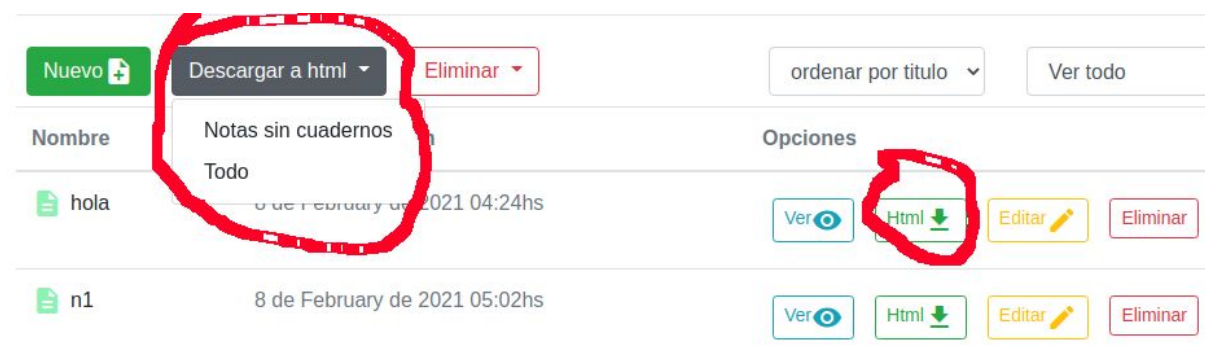 Nuevo Descargar a html Eliminar ordenar por titulo Ver todo
Notas sin cuadernos
Todo
Nombre Opciones
hola 2021 04:24hs Ver Html Editar Eliminar
n1 8 de February de 2021 05:02hs Ver Html Editar Eliminar